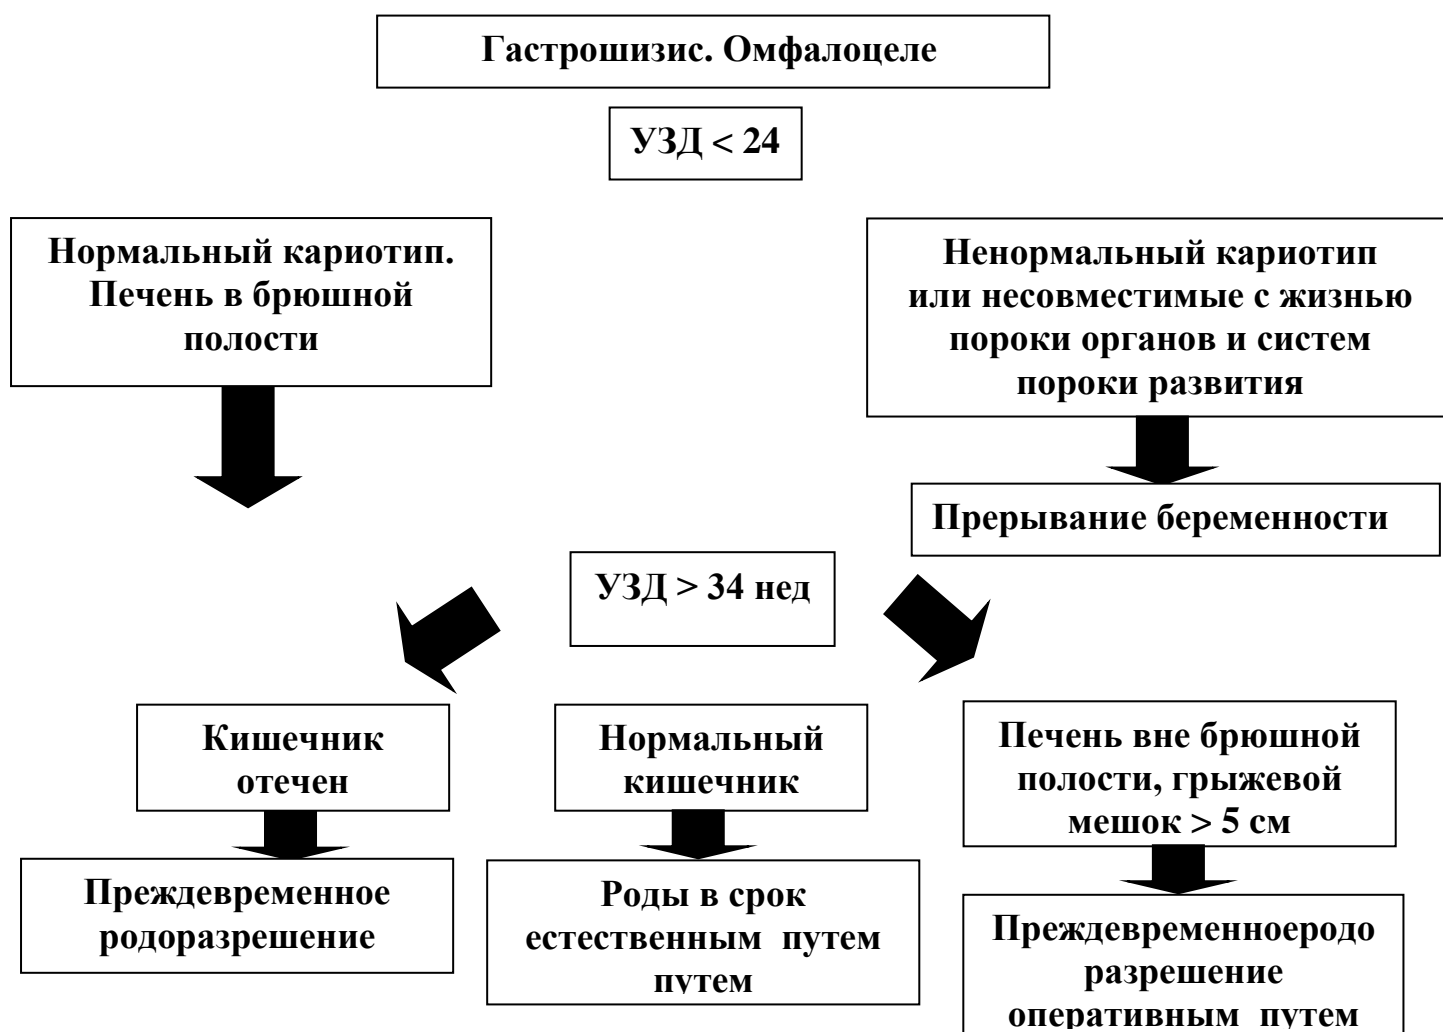 Гастрошизис. Омфалоцеле
УЗД < 24
Нормальный кариотип.
Печень в брюшной
полости
Ненормальный кариотип
или несовместимые с жизнью
пороки органов и систем
пороки развития
Прерывание беременности
УЗД > 34 нед
Кишечник
отечен
Нормальный
кишечник
Печень вне брюшной
полости, грыжевой
мешок > 5 см
Преждевременное
родоразрешение
Роды в срок
естественным путем
путем
Преждевременноеродо
разрешение
оперативным путем